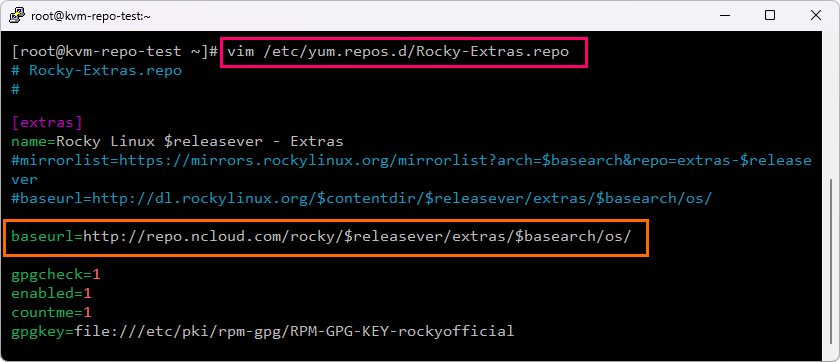 root@kvm-repo-test:~
[root@kvm-repo-test ~]# vim /etc/yum.repos.d/Rocky-Extras.repo
# Rocky-Extras.repo
#
[extras]
name=Rocky Linux $releasever - Extras
#mirrorlist=https://mirrors.rockylinux.org/mirrorlist?arch=$basearch&repo=extras-$release
ver
#baseurl=http://dl.rockylinux.org/$contentdir/$releasever/extras/$basearch/os/
baseurl=http://repo.ncloud.com/rocky/$releasever/extras/$basearch/os/
gpgcheck=1
enabled=1
countme=1
gpgkey=file:///etc/pki/rpm-gpg/RPM-GPG-KEY-rockyofficial